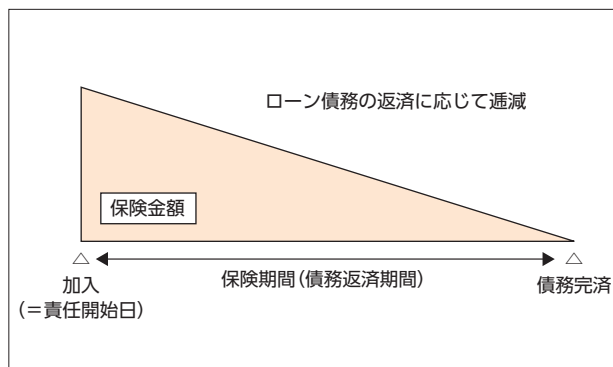 ローン債務の返済に応じて逓減
保険金額
保険期間(債務返済期間)
加入
(＝責任開始日)
債務完済